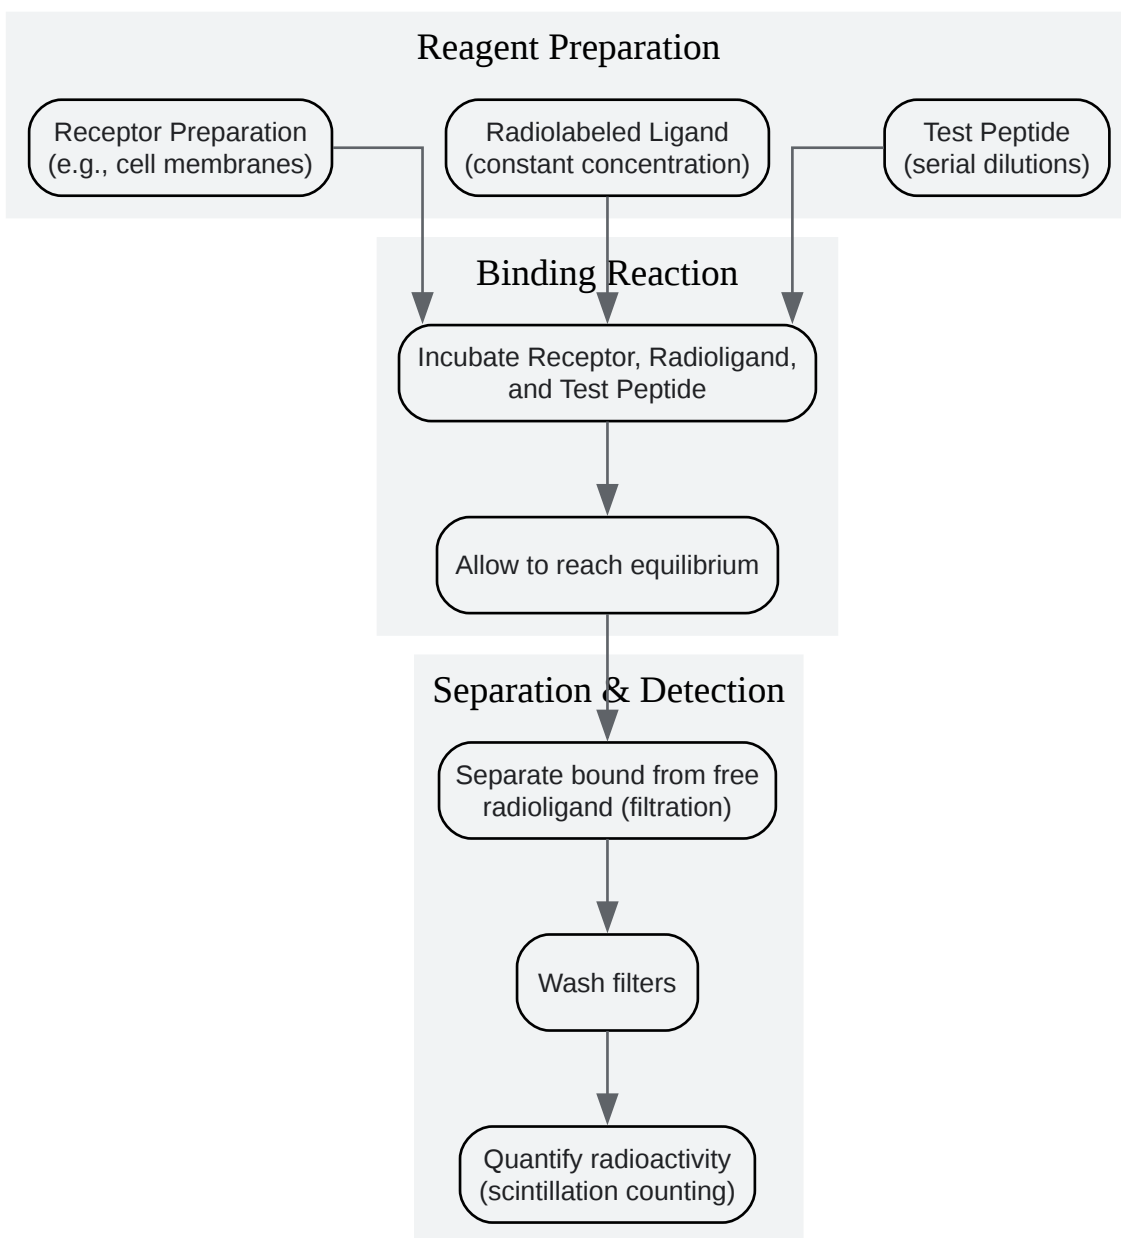 Reagent Preparation
Receptor Preparation
(e.g., cell membranes)
Radiolabeled Ligand
(constant concentration)
Test Peptide
(serial dilutions)
Binding Reaction
Incubate Receptor, Radioligand,
and Test Peptide
Allow to reach equilibrium
Separation & Detection
Separate bound from free
radioligand (filtration)
Wash filters
Quantify radioactivity
(scintillation counting)